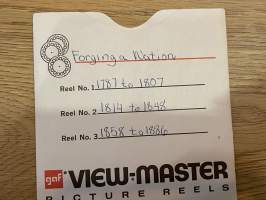 Forging a Nation
Reel No. 1 1787 to 1807
Reel No. 2 1814 to 1848
Reel No. 3 1858 to 1886
gaf VIEW-MASTER
PICTURE REELS